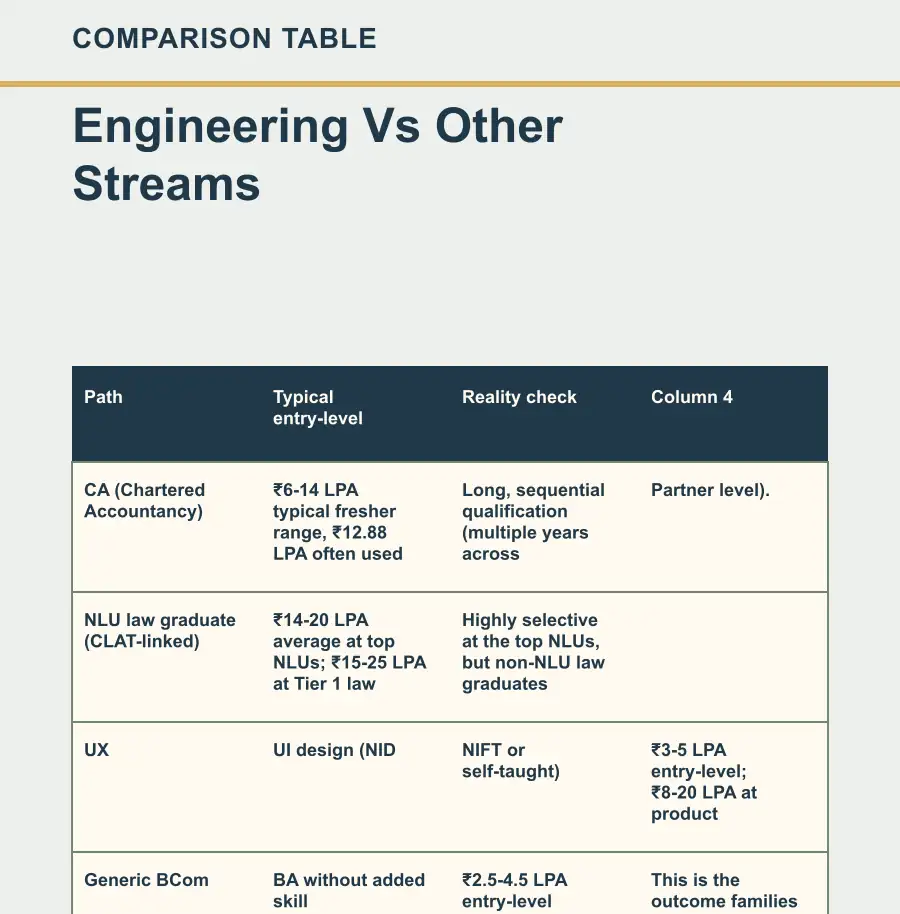 COMPARISON TABLE
Engineering Vs Other
Streams
Path
Typical
entry-level
Reality check
Column 4
CA (Chartered
Accountancy)
₹6-14 LPA
typical fresher
range, ₹12.88
LPA often used
Long, sequential
qualification
(multiple years
across
Partner level).
NLU law graduate
(CLAT-linked)
₹14-20 LPA
average at top
NLUs; ₹15-25 LPA
at Tier 1 law
Highly selective
at the top NLUs,
but non-NLU law
graduates
UX
UI design (NID
NIFT or
self-taught)
₹3-5 LPA
entry-level;
₹8-20 LPA at
product
Generic BCom
BA without added
skill
₹2.5-4.5 LPA
entry-level
This is the
outcome families